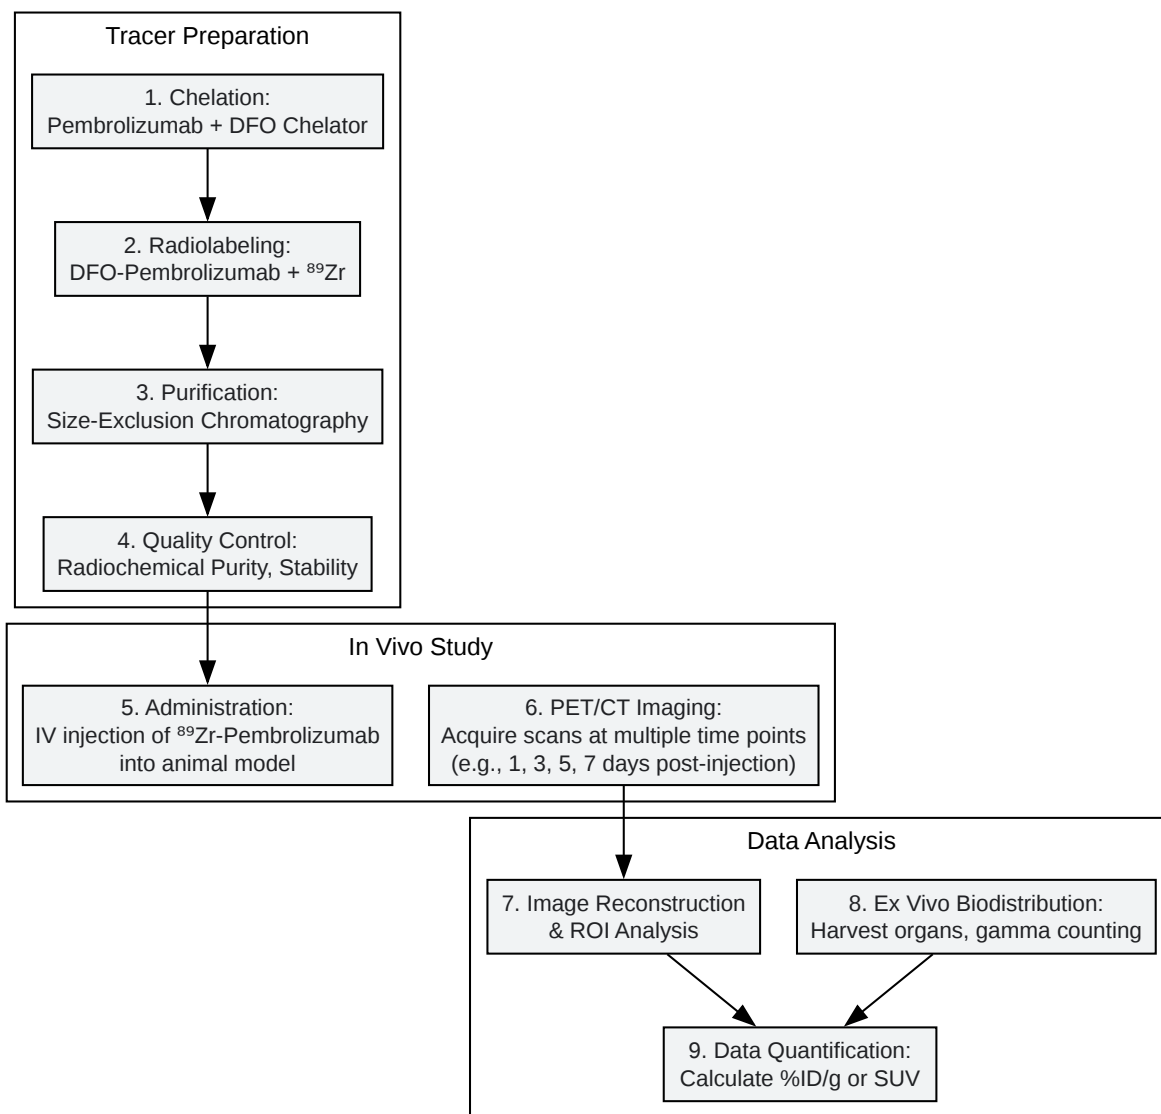 Tracer Preparation
1. Chelation:
Pembrolizumab + DFO Chelator
2. Radiolabeling:
DFO-Pembrolizumab + ⁸⁹Zr
3. Purification:
Size-Exclusion Chromatography
4. Quality Control:
Radiochemical Purity, Stability
In Vivo Study
5. Administration:
IV injection of ⁸⁹Zr-Pembrolizumab
into animal model
6. PET/CT Imaging:
Acquire scans at multiple time points
(e.g., 1, 3, 5, 7 days post-injection)
Data Analysis
7. Image Reconstruction
& ROI Analysis
8. Ex Vivo Biodistribution:
Harvest organs, gamma counting
9. Data Quantification:
Calculate %ID/g or SUV